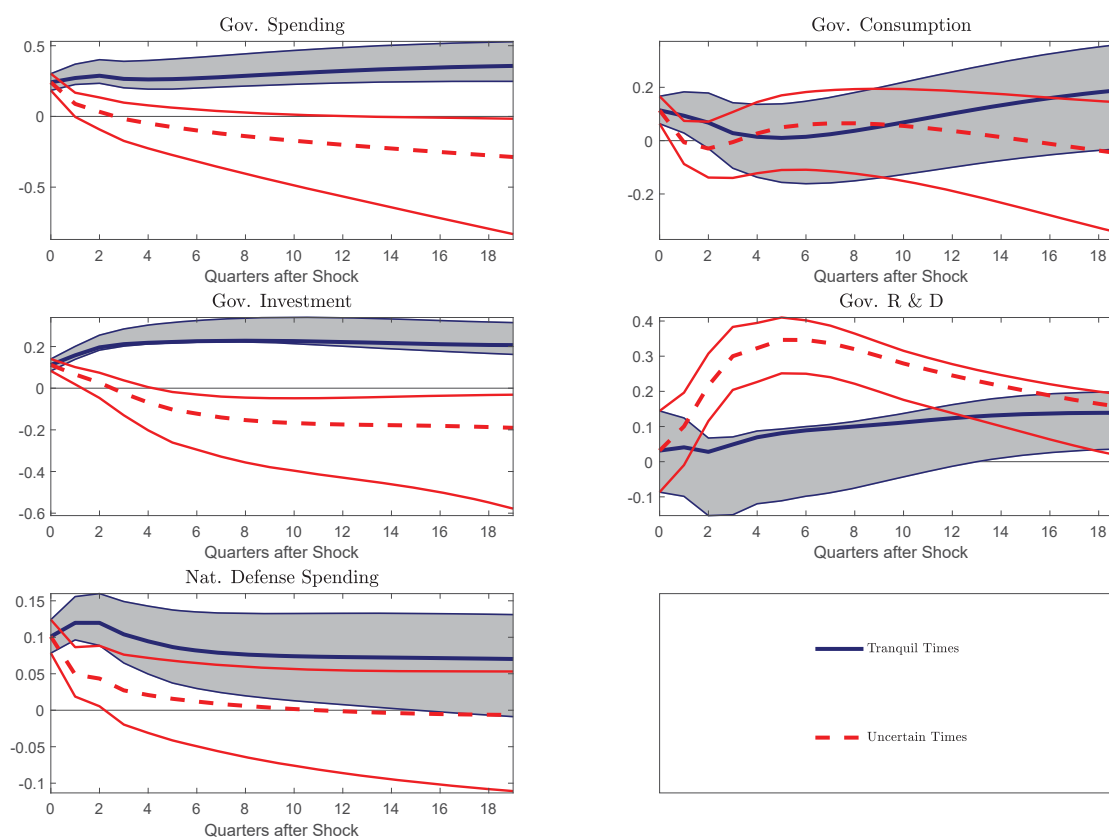 Gov. Spending
0.5
0
-0.5
0 2 4 6 8 10 12 14 16 18
Quarters after Shock
Gov. Consumption
0.2
0
-0.2
0 2 4 6 8 10 12 14 16 18
Quarters after Shock
Gov. Investment
0.2
0
-0.2
-0.4
-0.6
0 2 4 6 8 10 12 14 16 18
Quarters after Shock
Gov. R & D
0.4
0.3
0.2
0.1
0
-0.1
0 2 4 6 8 10 12 14 16 18
Quarters after Shock
Nat. Defense Spending
0.15
0.1
0.05
0
-0.05
-0.1
0 2 4 6 8 10 12 14 16 18
Quarters after Shock
Tranquil Times
Uncertain Times